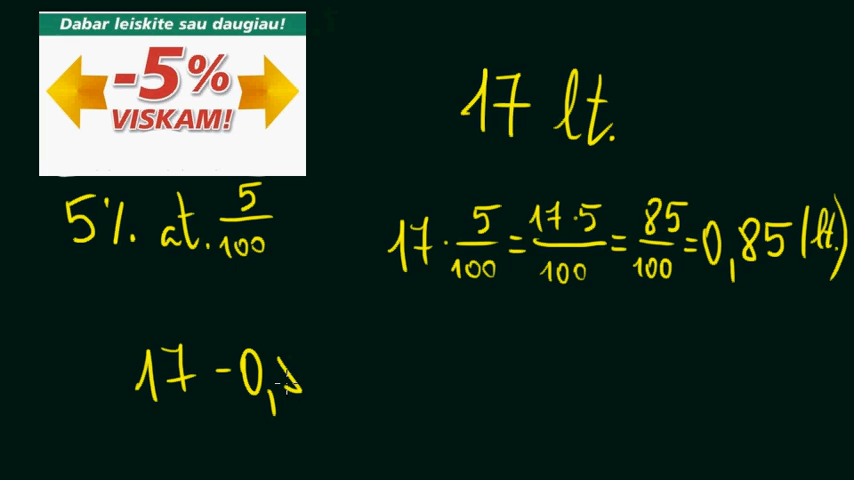 Dabar leiskite sau daugiau!
-5%
VISKAM!
17 lt.
5% at. 5/100
17 · 5/100 = 17·5/100 = 85/100 = 0,85 (lt.)
17 - 0,